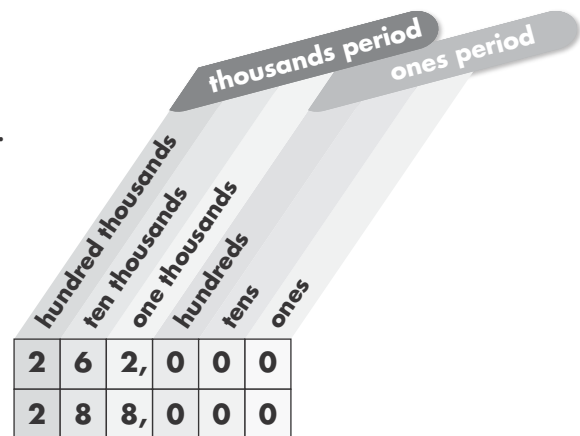 thousands period
ones period
hundred thousands
ten thousands
one thousands
hundreds
tens
ones
2 6 2, 0 0 0
2 8 8, 0 0 0